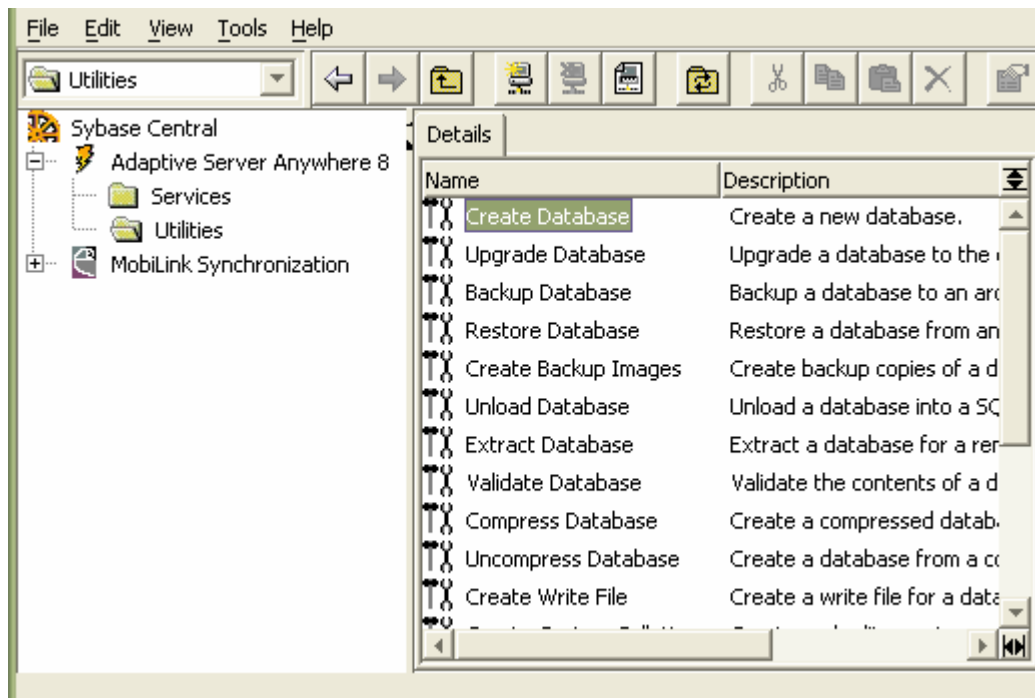 File Edit View Tools Help
Utilities
Sybase Central
Adaptive Server Anywhere 8
Services
Utilities
MobiLink Synchronization
Details
Name Description
Create Database Create a new database.
Upgrade Database Upgrade a database to the
Backup Database Backup a database to an arc
Restore Database Restore a database from an
Create Backup Images Create backup copies of a d
Unload Database Unload a database into a SQ
Extract Database Extract a database for a rer
Validate Database Validate the contents of a d
Compress Database Create a compressed datab
Uncompress Database Create a database from a co
Create Write File Create a write file for a data